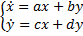 {ẋ = ax + by
ẏ = cx + dy